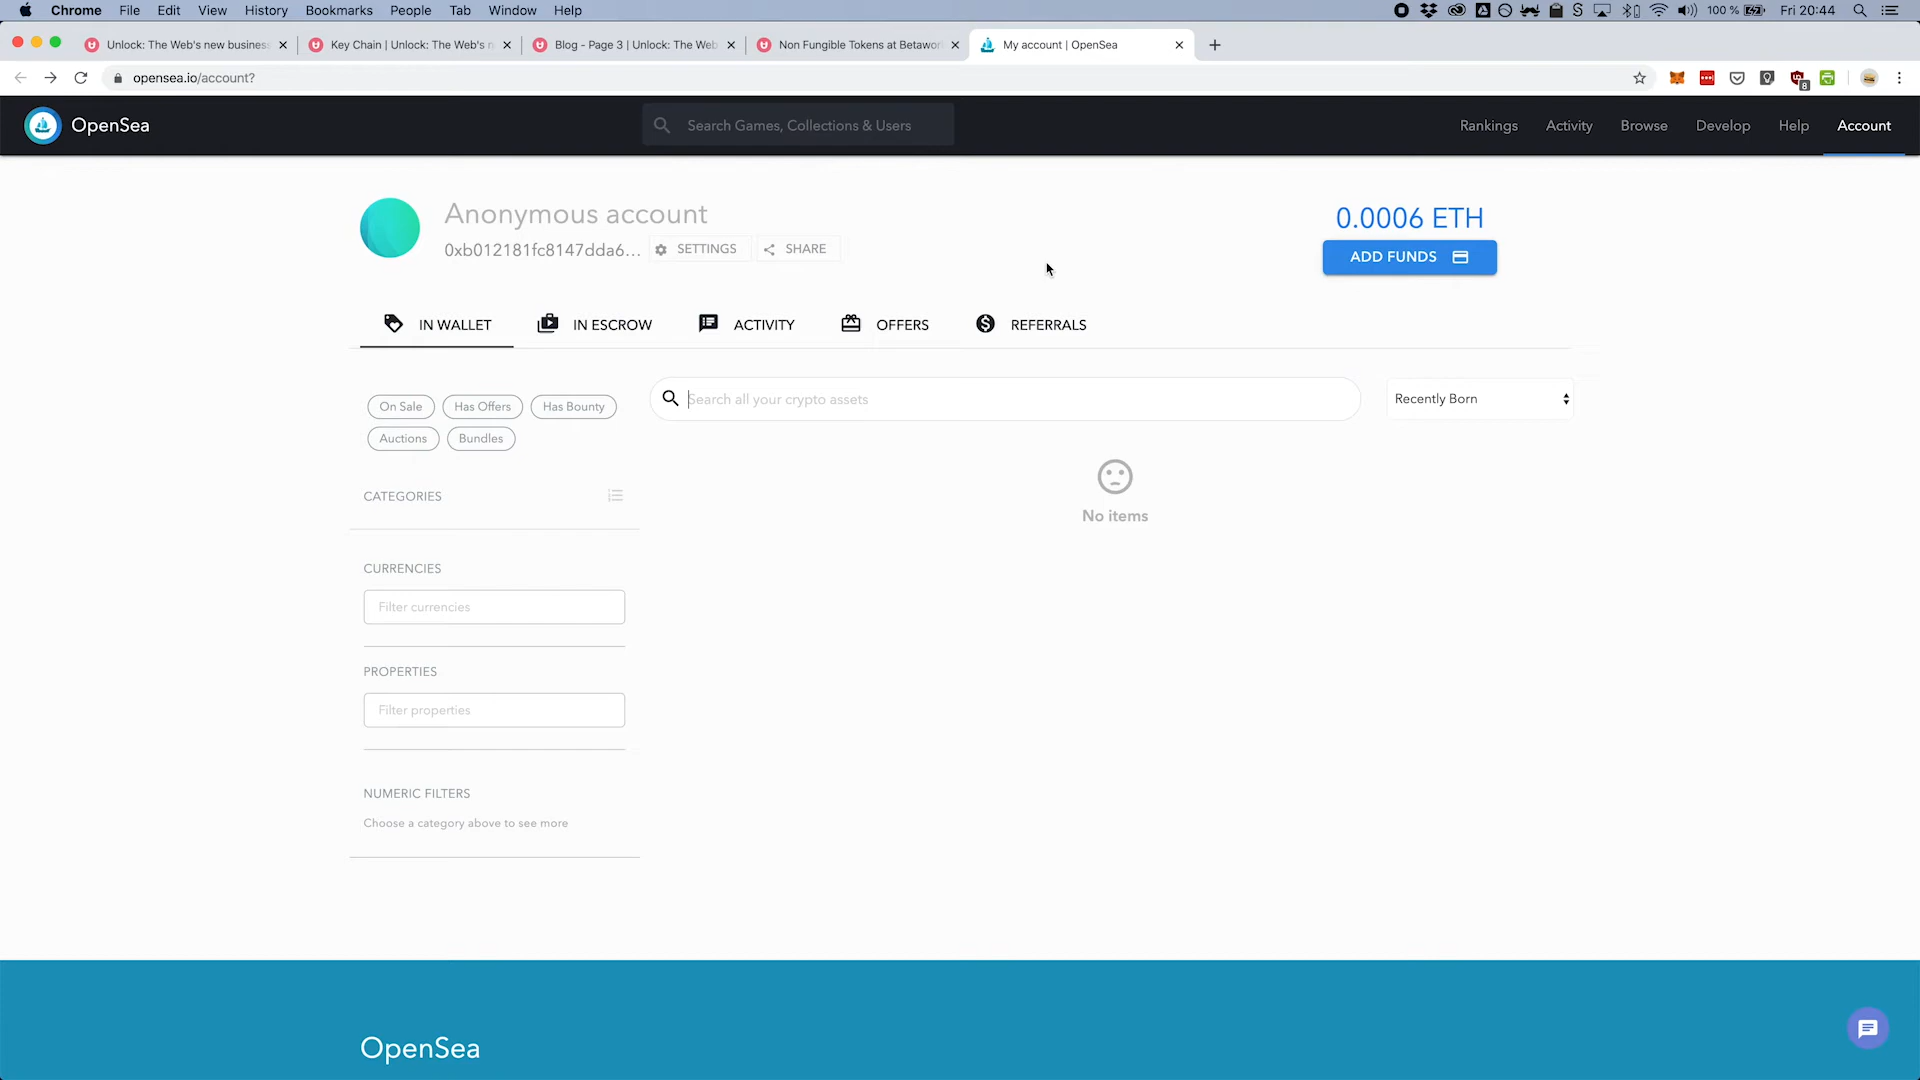 Chrome File Edit View History Bookmarks People Tab Window Help 100 % Fri 20:44
Unlock: The Web's new business Key Chain | Unlock: The Web's n Blog - Page 3 | Unlock: The Web Non Fungible Tokens at Betawor My account | OpenSea
opensea.io/account? 8
OpenSea Search Games, Collections & Users Rankings Activity Browse Develop Help Account
Anonymous account
0xb012181fc8147dda6... SETTINGS SHARE
0.0006 ETH
ADD FUNDS
IN WALLET IN ESCROW ACTIVITY OFFERS REFERRALS
Search all your crypto assets Recently Born
On Sale Has Offers Has Bounty
Auctions Bundles
No items
CATEGORIES
CURRENCIES
Filter currencies
PROPERTIES
Filter properties
NUMERIC FILTERS
Choose a category above to see more
OpenSea